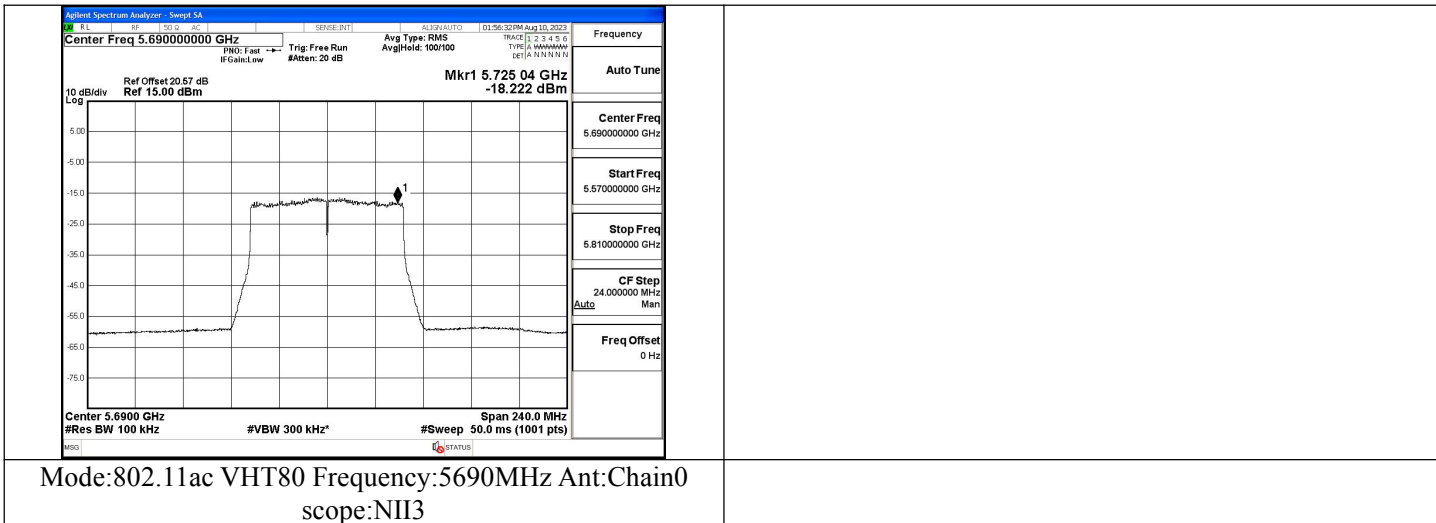 Agilent Spectrum Analyzer - Swept SA
RL RF 50 Ω AC SENSE:INT ALIGN AUTO 01:56:32 PM Aug 10, 2023
Center Freq 5.690000000 GHz
PNO: Fast
IFGain:Low
Trig: Free Run
#Atten: 20 dB
Avg Type: RMS
Avg|Hold: 100/100
TRACE 1 2 3 4 5 6
TYPE A WWWWW
DET A N N N N N
Frequency
Auto Tune
Mkr1 5.725 04 GHz
-18.222 dBm
Ref Offset 20.57 dB
10 dB/div Ref 15.00 dBm
Log
5.00
-5.00
-15.0
-25.0
-35.0
-45.0
-55.0
-65.0
-75.0
1
Center Freq
5.690000000 GHz
Start Freq
5.570000000 GHz
Stop Freq
5.810000000 GHz
CF Step
24.000000 MHz
Auto Man
Freq Offset
0 Hz
Center 5.6900 GHz Span 240.0 MHz
#Res BW 100 kHz #VBW 300 kHz* #Sweep 50.0 ms (1001 pts)
MSG STATUS
Mode:802.11ac VHT80 Frequency:5690MHz Ant:Chain0
scope:NII3